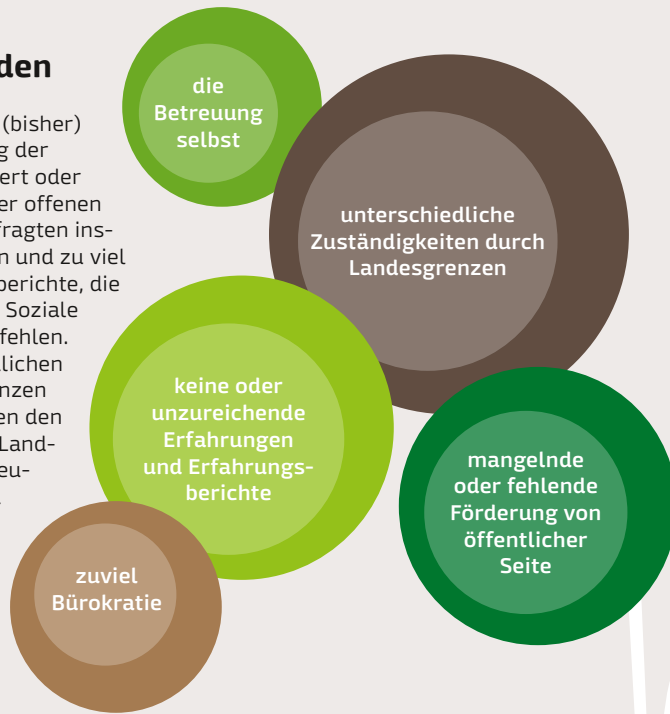 den
(bisher)
g der
ert oder
er offenen
fragten ins-
n und zu viel
berichte, die
Soziale
fehlen.
lichen
nzen
en den
Land-
eu-
die
Betreuung
selbst
unterschiedliche
Zuständigkeiten durch
Landesgrenzen
keine oder
unzureichende
Erfahrungen
und Erfahrungs-
berichte
mangelnde
oder fehlende
Förderung von
öffentlicher
Seite
zuviel
Bürokratie